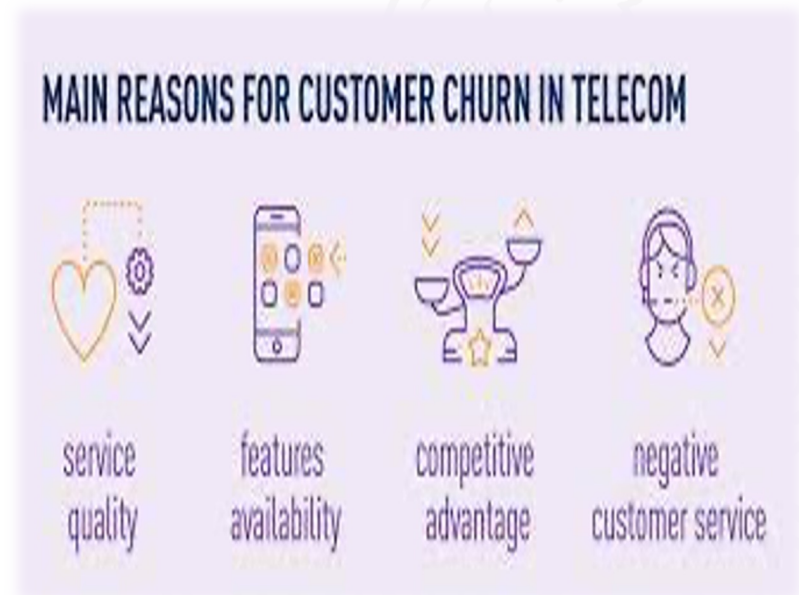 MAIN REASONS FOR CUSTOMER CHURN IN TELECOM
service
quality
features
availability
competitive
advantage
negative
customer service